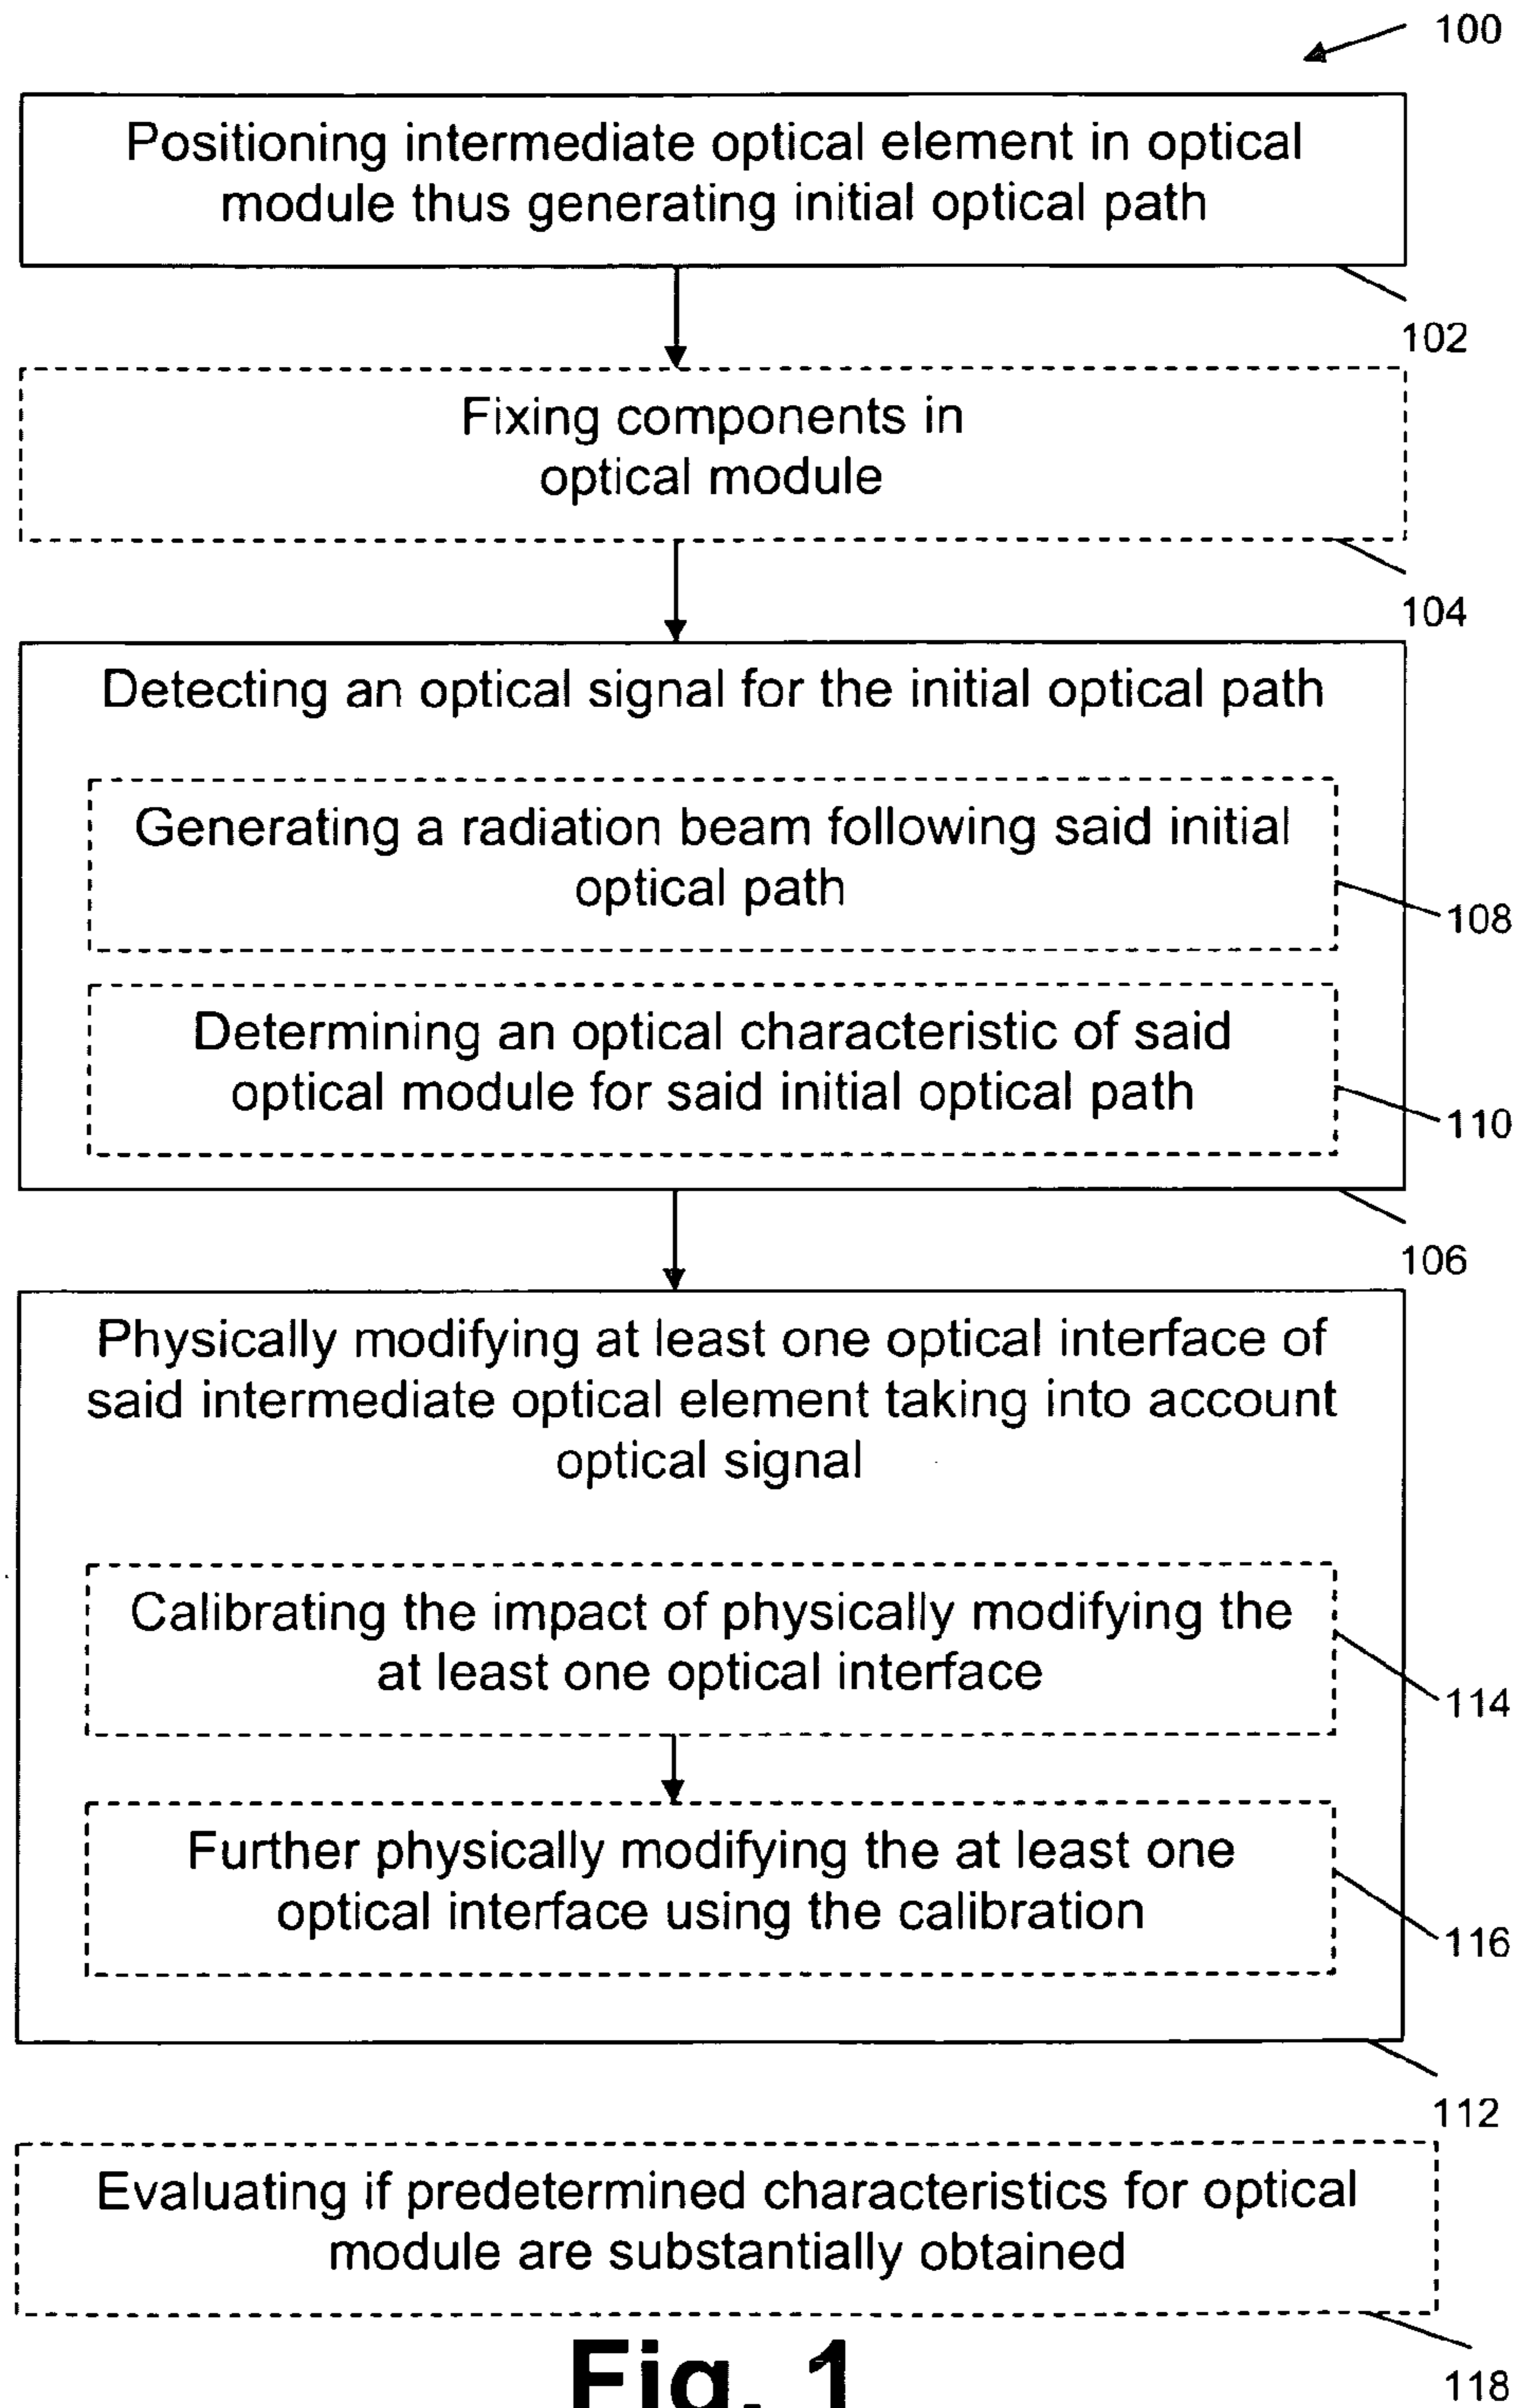 100
Positioning intermediate optical element in optical
module thus generating initial optical path
102
Fixing components in
optical module
104
Detecting an optical signal for the initial optical path
Generating a radiation beam following said initial
optical path
108
Determining an optical characteristic of said
optical module for said initial optical path
110
106
Physically modifying at least one optical interface of
said intermediate optical element taking into account
optical signal
Calibrating the impact of physically modifying the
at least one optical interface
114
Further physically modifying the at least one
optical interface using the calibration
116
112
Evaluating if predetermined characteristics for optical
module are substantially obtained
118
Fig. 1